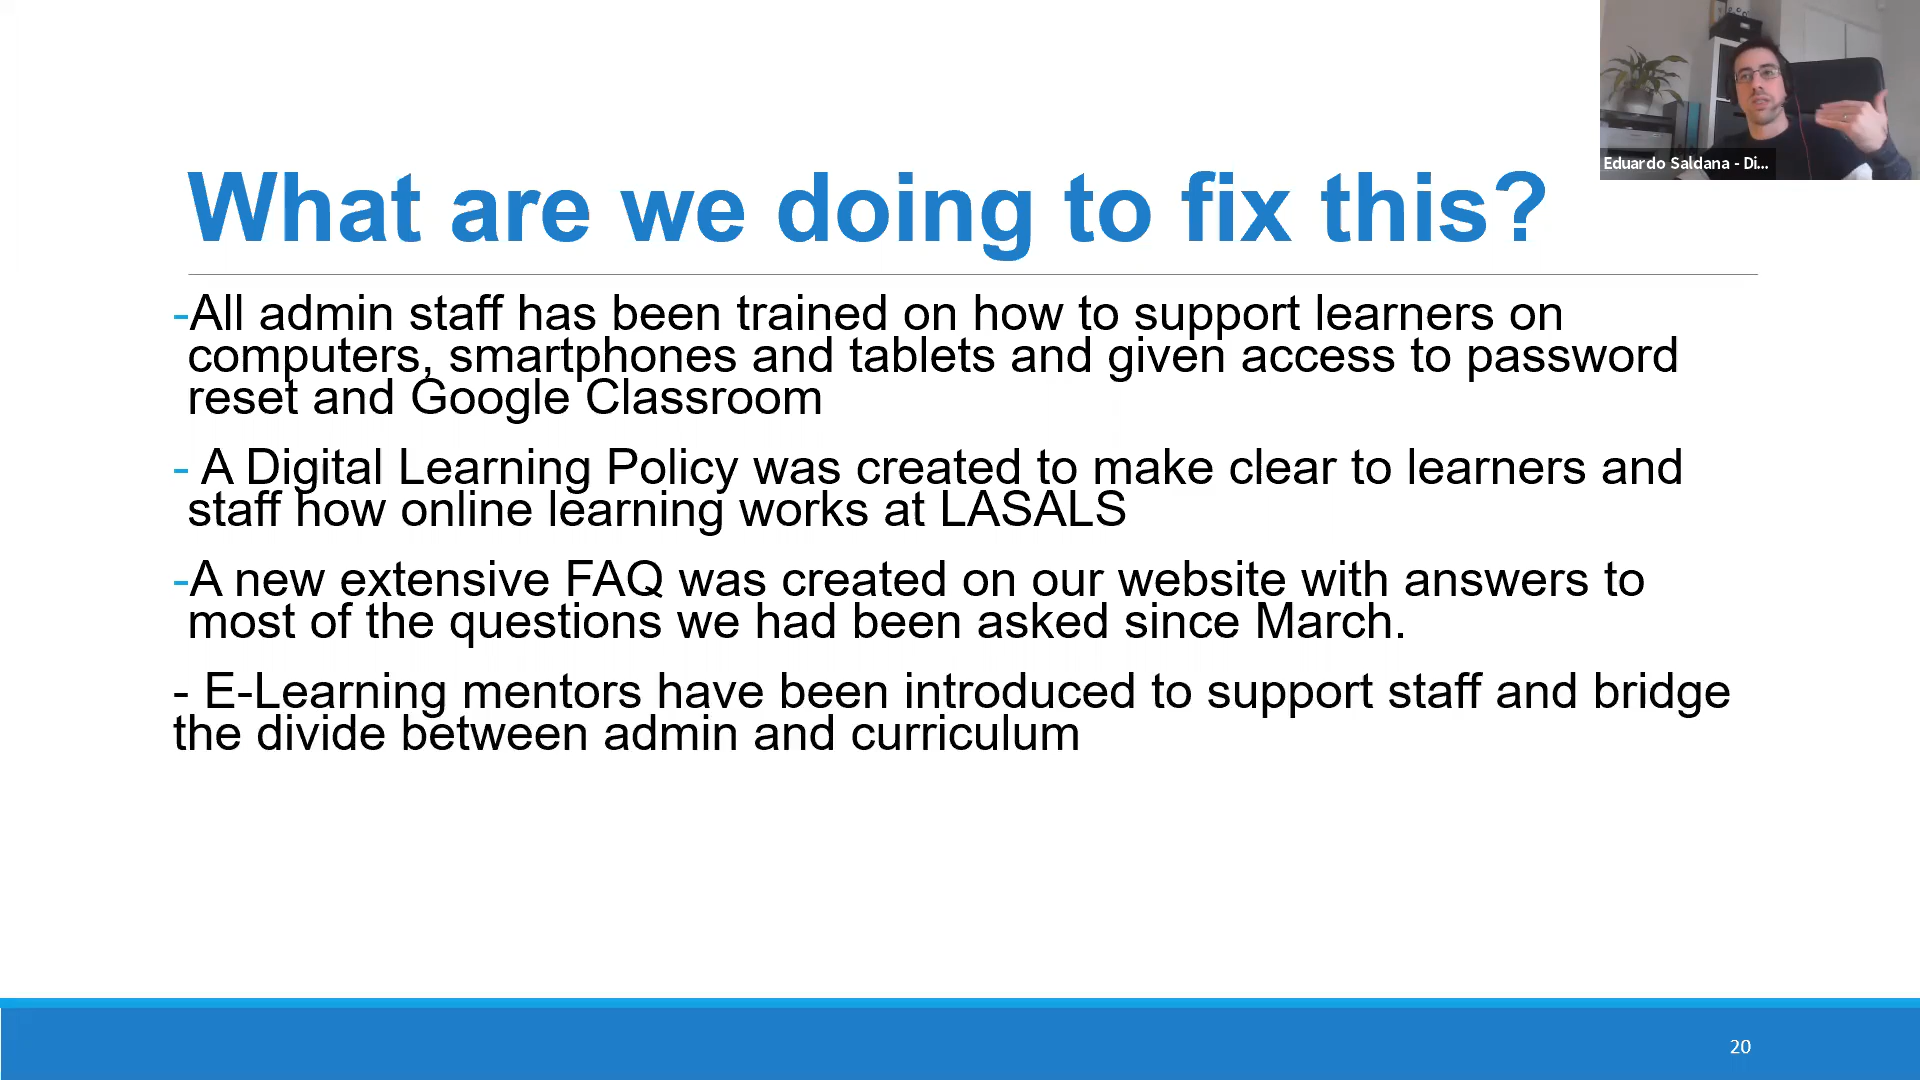 Eduardo Saldana - Di...
What are we doing to fix this?
-All admin staff has been trained on how to support learners on
computers, smartphones and tablets and given access to password
reset and Google Classroom
- A Digital Learning Policy was created to make clear to learners and
staff how online learning works at LASALS
-A new extensive FAQ was created on our website with answers to
most of the questions we had been asked since March.
- E-Learning mentors have been introduced to support staff and bridge
the divide between admin and curriculum
20